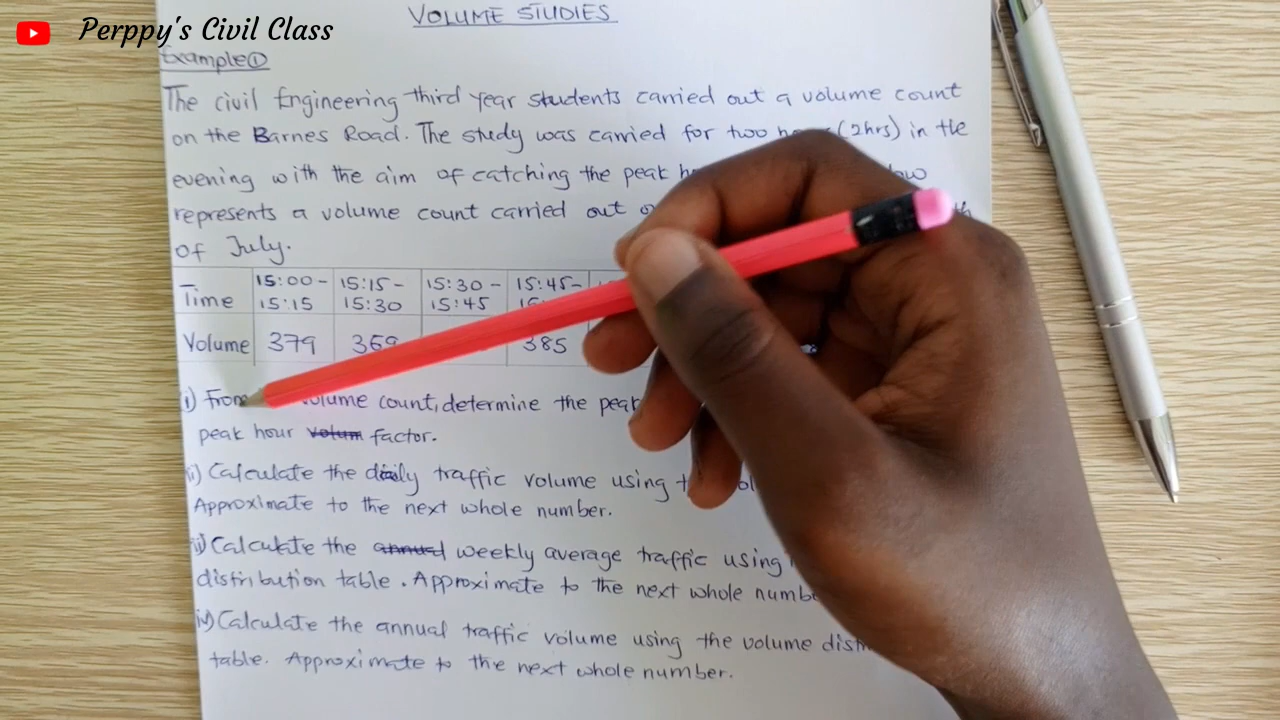 Perppy's Civil Class
VOLUME STUDIES
Example 1
The civil Engineering third year students carried out a volume count
on the Barnes Road. The study was carried for two (2hrs) in the
evening with the aim of catching the peak
represents a volume count carried out
of July.
Time 15:00 - 15:15 - 15:30 - 15:45-
15:15 15:30 15:45
Volume 379 369 385
i) From volume count, determine the peak
peak hour volum factor.
ii) Calculate the daily traffic volume using
Approximate to the next whole number.
Calculate the annual weekly average traffic using
distribution table. Approximate to the next whole
iv) Calculate the annual traffic volume using the volume
table. Approximate to the next whole number.